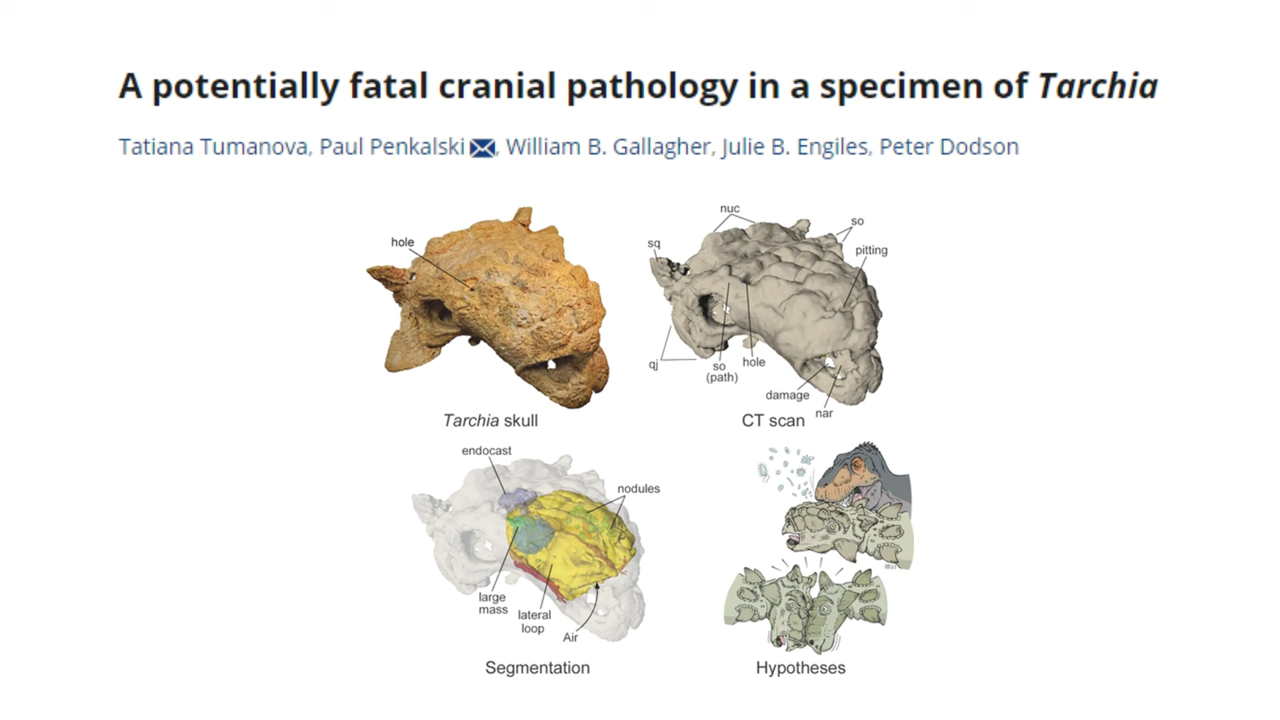 A potentially fatal cranial pathology in a specimen of Tarchia
Tatiana Tumanova, Paul Penkalski, William B. Gallagher, Julie B. Engiles, Peter Dodson
hole
Tarchia skull
nuc
so
sq
pitting
qj
so
(path)
hole
damage
nar
CT scan
endocast
nodules
large
mass
lateral
loop
Air
Segmentation
Hypotheses